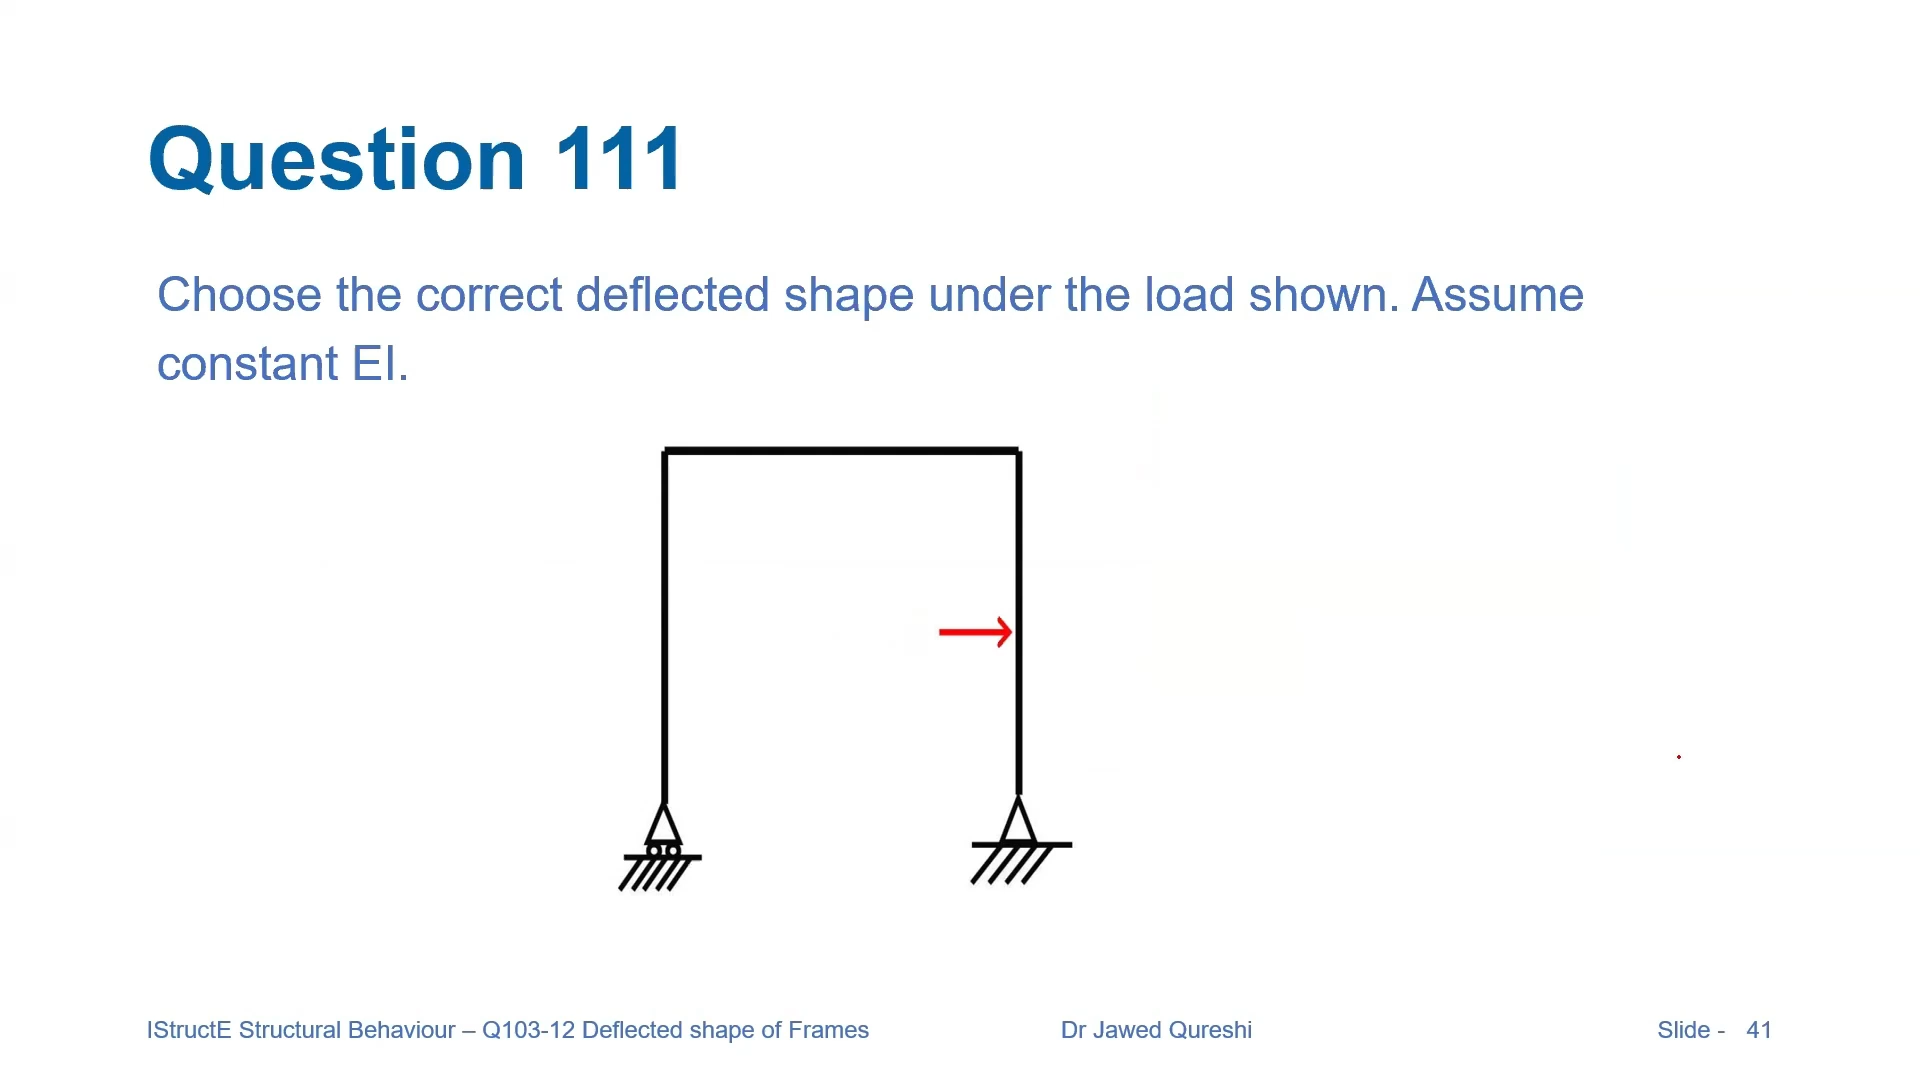 Question 111
Choose the correct deflected shape under the load shown. Assume
constant EI.
IStructE Structural Behaviour – Q103-12 Deflected shape of Frames
Dr Jawed Qureshi
Slide - 41